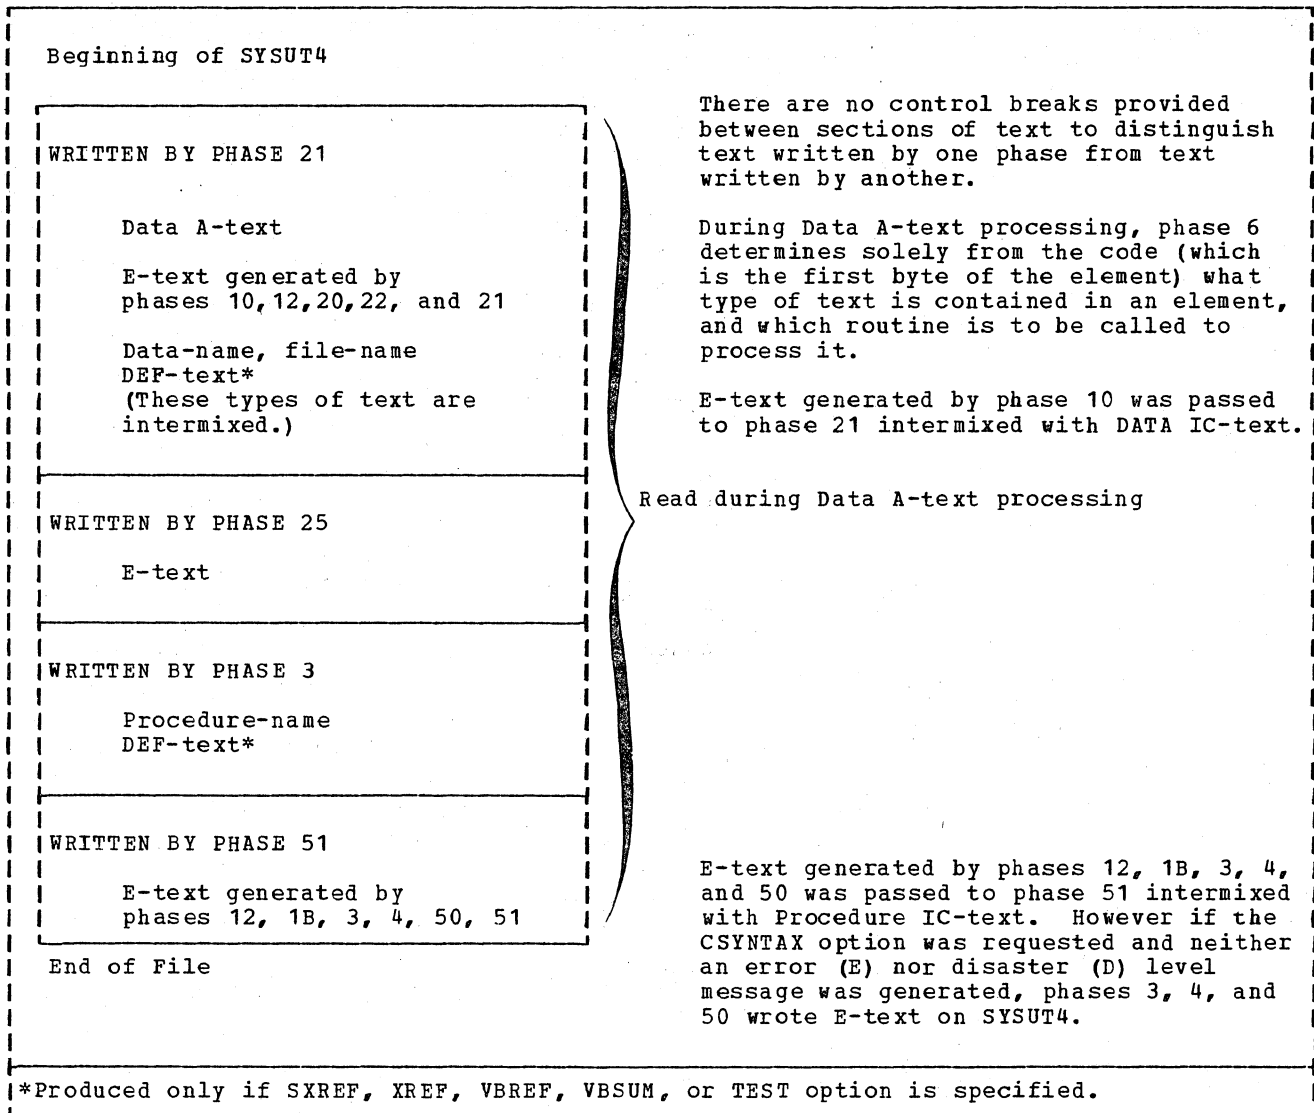 Beginning of SYSUT4
WRITTEN BY PHASE 21
Data A-text
E-text generated by
phases 10,12,20,22, and 21
Data-name, file-name
DEF-text*
(These types of text are
intermixed.)
WRITTEN BY PHASE 25
E-text
WRITTEN BY PHASE 3
Procedure-name
DEF-text*
WRITTEN BY PHASE 51
E-text generated by
phases 12, 1B, 3, 4, 50, 51
End of File
There are no control breaks provided
between sections of text to distinguish
text written by one phase from text
written by another.
During Data A-text processing, phase 6
determines solely from the code (which
is the first byte of the element) what
type of text is contained in an element,
and which routine is to be called to
process it.
E-text generated by phase 10 was passed
to phase 21 intermixed with DATA IC-text.
Read during Data A-text processing
E-text generated by phases 12, 1B, 3, 4,
and 50 was passed to phase 51 intermixed
with Procedure IC-text.  However if the
CSYNTAX option was requested and neither
an error (E) nor disaster (D) level
message was generated, phases 3, 4, and
50 wrote E-text on SYSUT4.
*Produced only if SXREF, XREF, VBREF, VBSUM, or TEST option is specified.